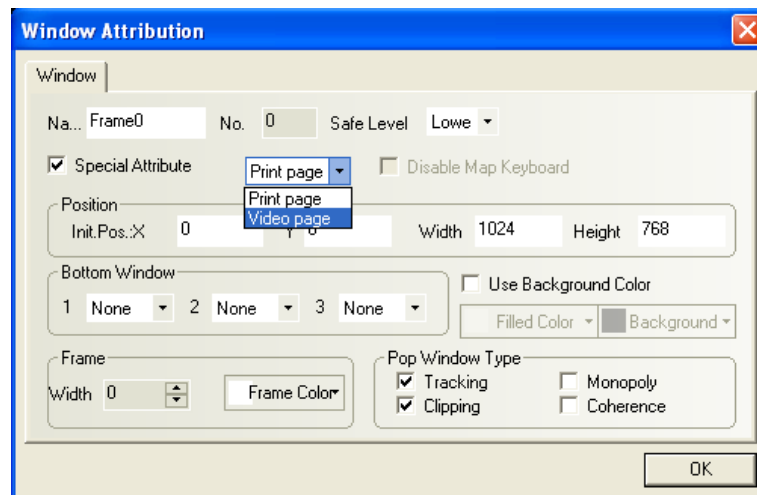 Window Attribution
Window
Na... Frame0 No. 0 Safe Level Lowe
Special Attribute Print page Disable Map Keyboard
Print page
Video page
Position
Init.Pos.:X 0 Width 1024 Height 768
Bottom Window
1 None 2 None 3 None
Use Background Color
Filled Color Background
Frame
Width 0 Frame Color
Pop Window Type
Tracking Monopoly
Clipping Coherence
OK